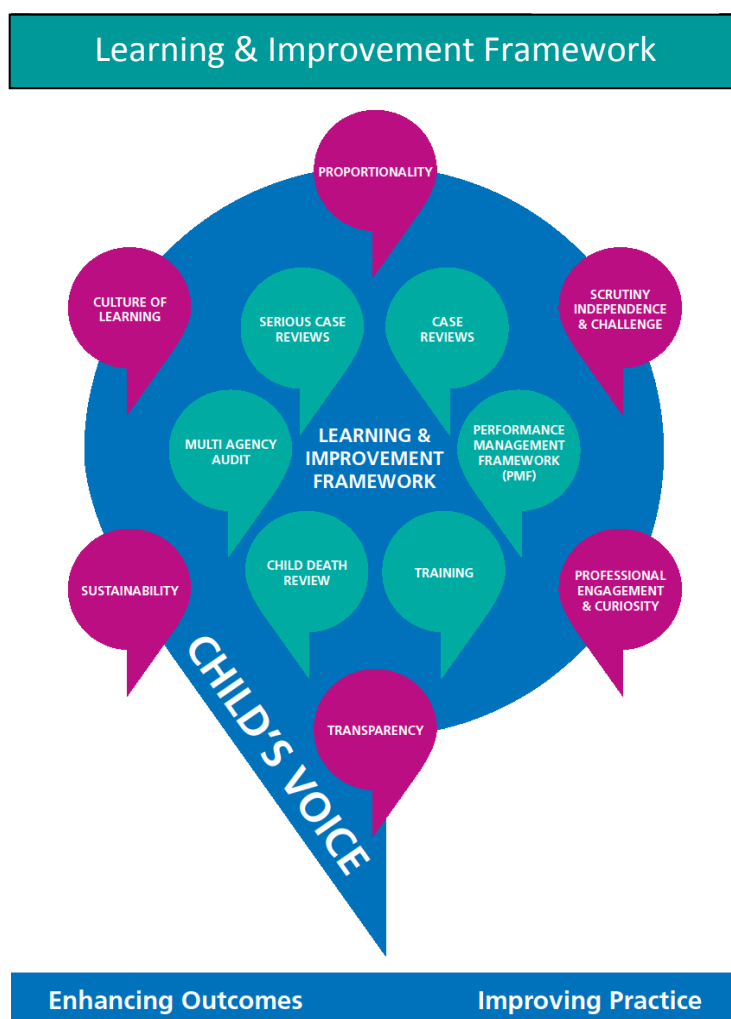 Learning & Improvement Framework
PROPORTIONALITY
CULTURE OF
LEARNING
SCRUTINY
INDEPENDENCE
& CHALLENGE
SERIOUS CASE
REVIEWS
CASE
REVIEWS
MULTI AGENCY
AUDIT
LEARNING &
IMPROVEMENT
FRAMEWORK
PERFORMANCE
MANAGEMENT
FRAMEWORK
(PMF)
CHILD DEATH
REVIEW
TRAINING
SUSTAINABILITY
PROFESSIONAL
ENGAGEMENT
& CURIOSITY
TRANSPARENCY
CHILD'S VOICE
Enhancing Outcomes
Improving Practice